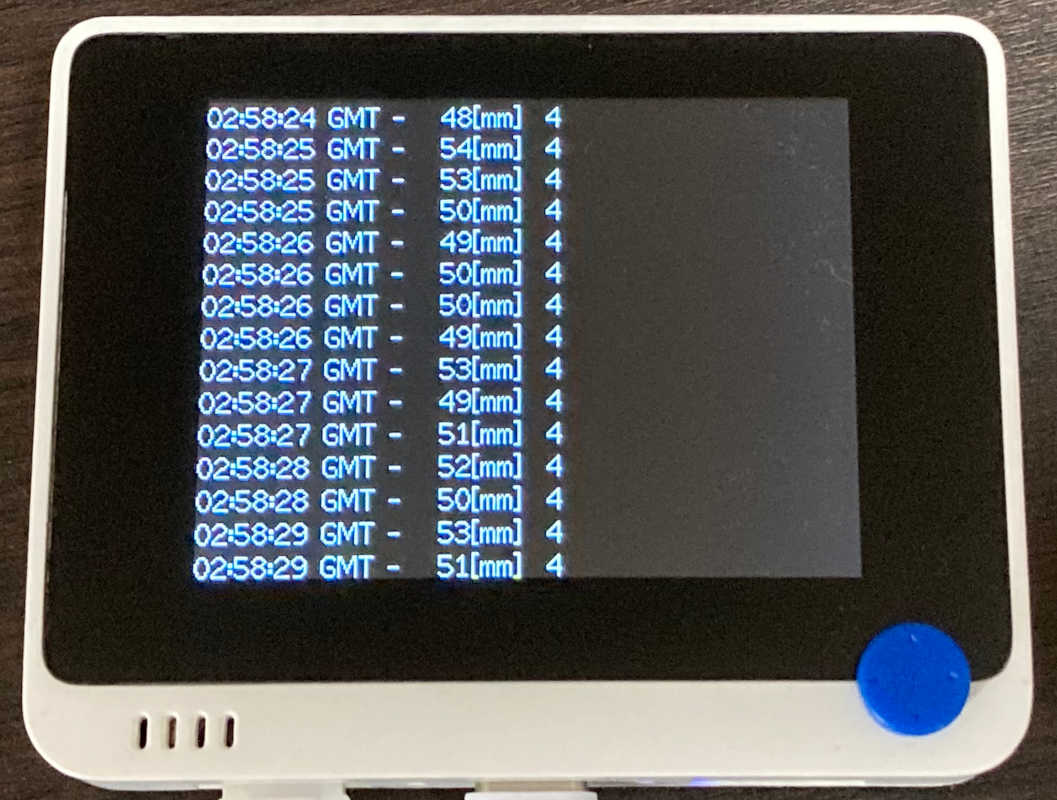 02:58:24 GMT - 48[mm] 4
02:58:25 GMT - 54[mm] 4
02:58:25 GMT - 53[mm] 4
02:58:25 GMT - 50[mm] 4
02:58:26 GMT - 49[mm] 4
02:58:26 GMT - 50[mm] 4
02:58:26 GMT - 50[mm] 4
02:58:26 GMT - 49[mm] 4
02:58:27 GMT - 53[mm] 4
02:58:27 GMT - 49[mm] 4
02:58:27 GMT - 51[mm] 4
02:58:28 GMT - 52[mm] 4
02:58:28 GMT - 50[mm] 4
02:58:29 GMT - 53[mm] 4
02:58:29 GMT - 51[mm] 4